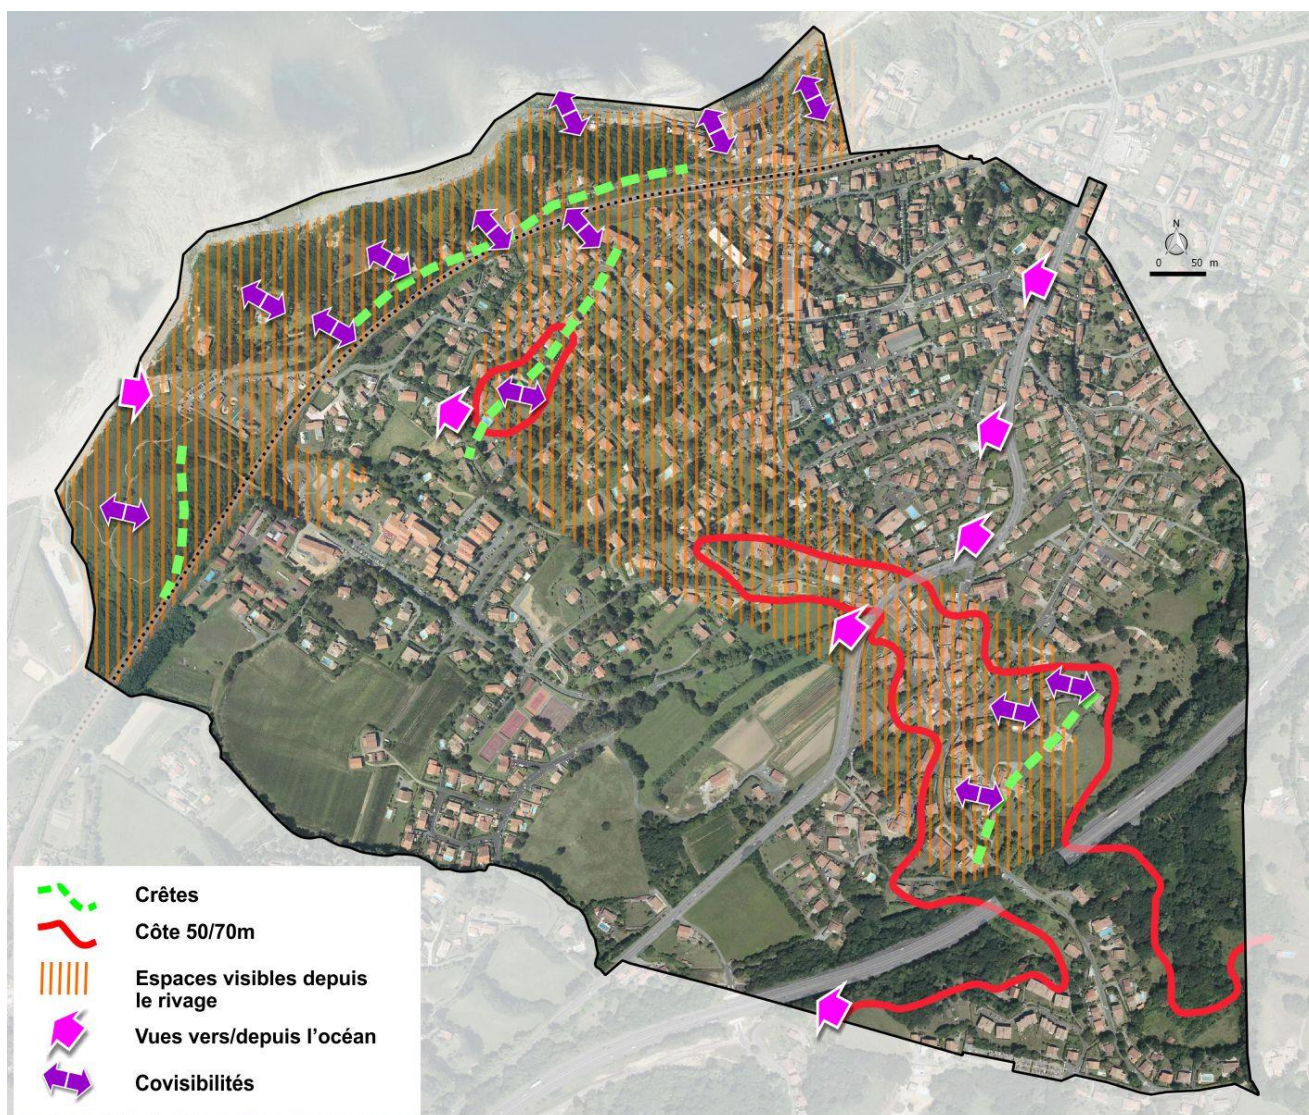 N
0 50 m
Crêtes
Côte 50/70m
Espaces visibles depuis
le rivage
Vues vers/depuis l'océan
Covisibilités